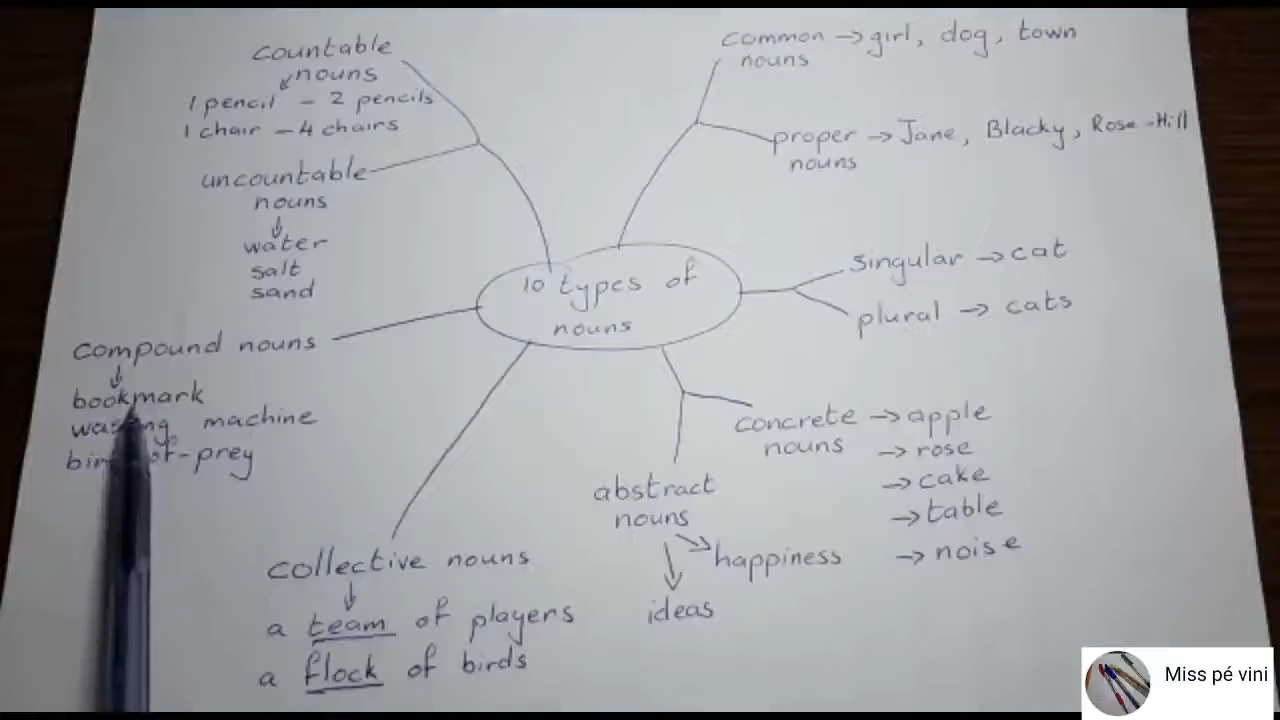 countable
nouns
1 pencil - 2 pencils
1 chair - 4 chairs
uncountable
nouns
water
salt
sand
compound nouns
bookmark
machine
-prey
collective nouns
a team of players
a flock of birds
10 types of
nouns
common → girl, dog, town
nouns
proper → Jane, Blacky, Rose-Hill
nouns
singular → cat
plural → cats
concrete → apple
nouns → rose
→ cake
→ table
→ noise
abstract
nouns
happiness
ideas
Miss pé vini